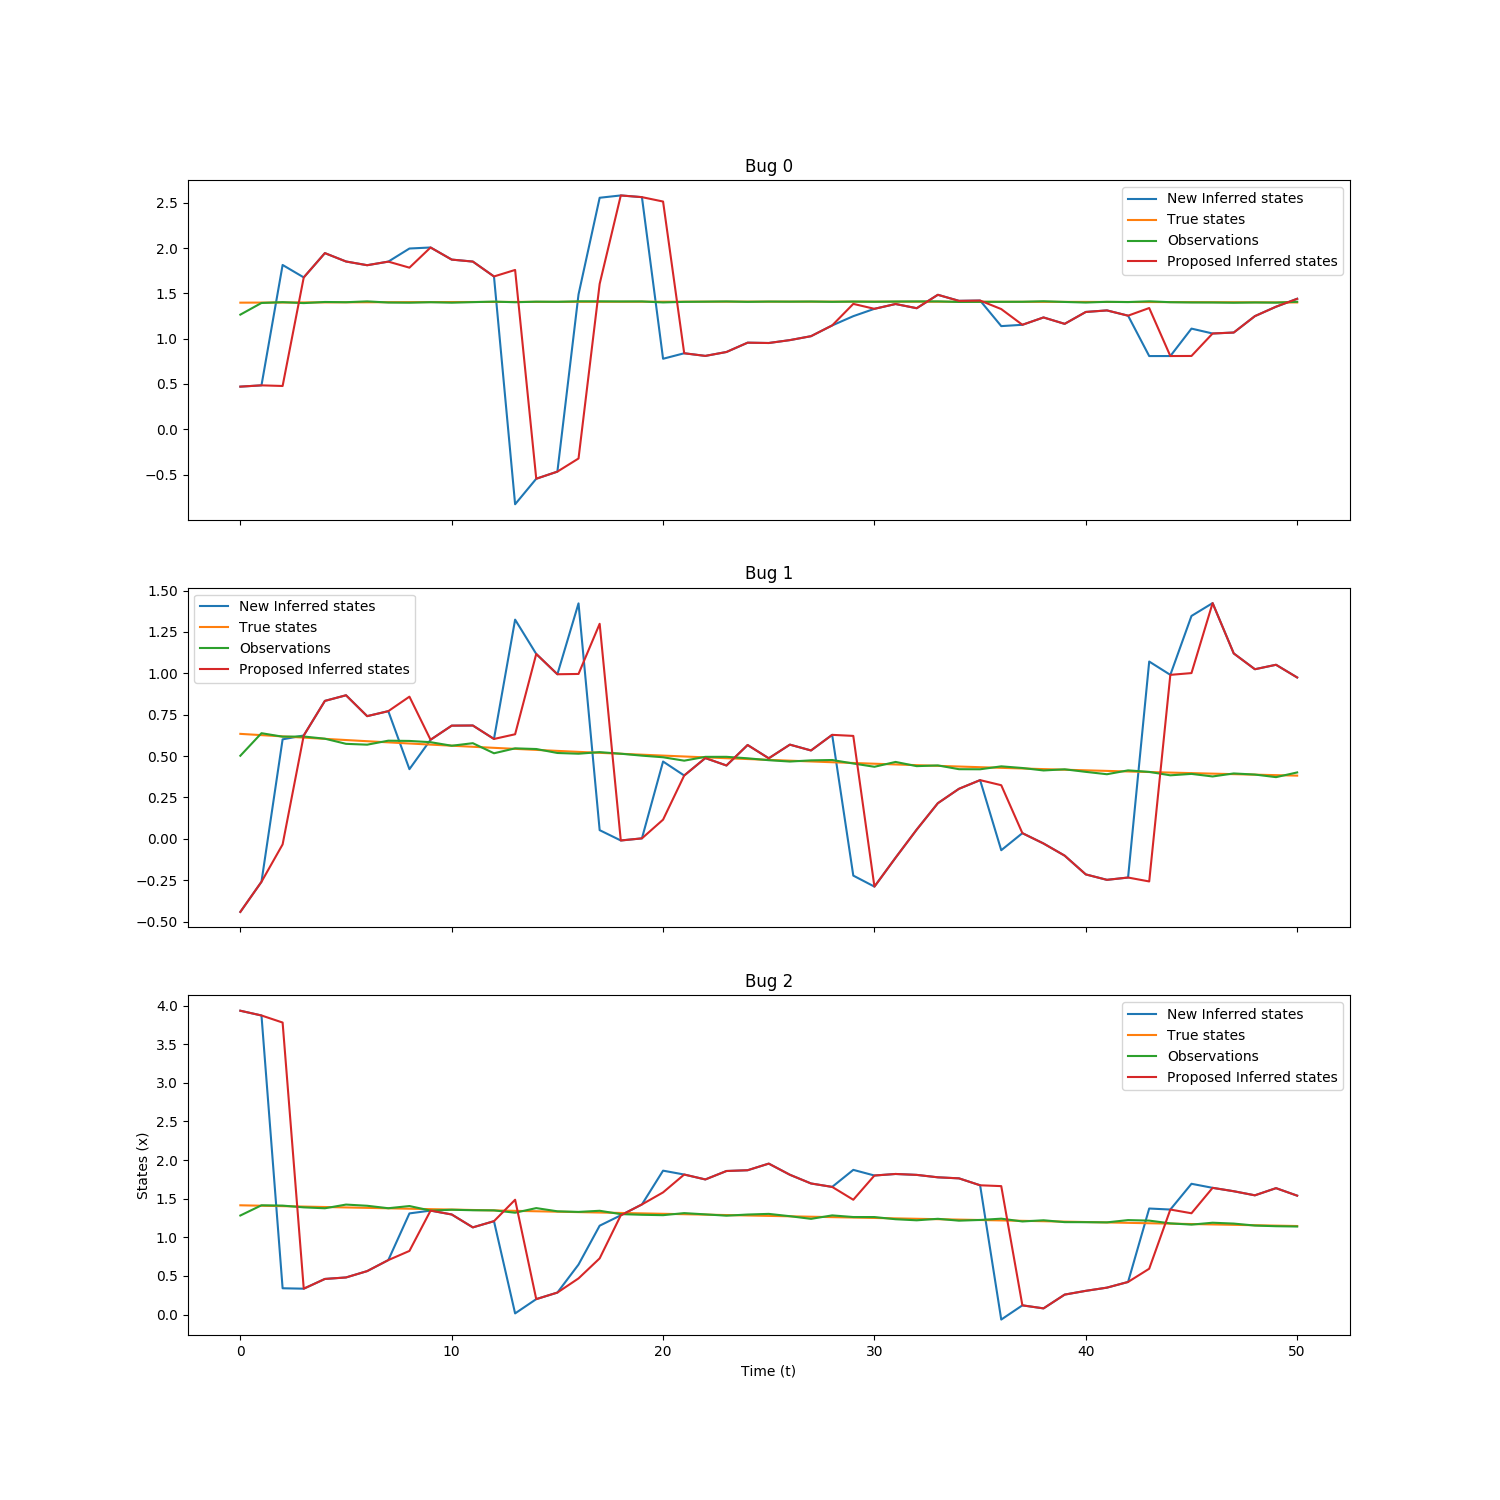 Bug 0
2.5
2.0
1.5
1.0
0.5
0.0
−0.5
New Inferred states
True states
Observations
Proposed Inferred states
Bug 1
1.50
1.25
1.00
0.75
0.50
0.25
0.00
−0.25
−0.50
New Inferred states
True states
Observations
Proposed Inferred states
Bug 2
4.0
3.5
3.0
2.5
2.0
1.5
1.0
0.5
0.0
States (x)
New Inferred states
True states
Observations
Proposed Inferred states
0 10 20 30 40 50
Time (t)